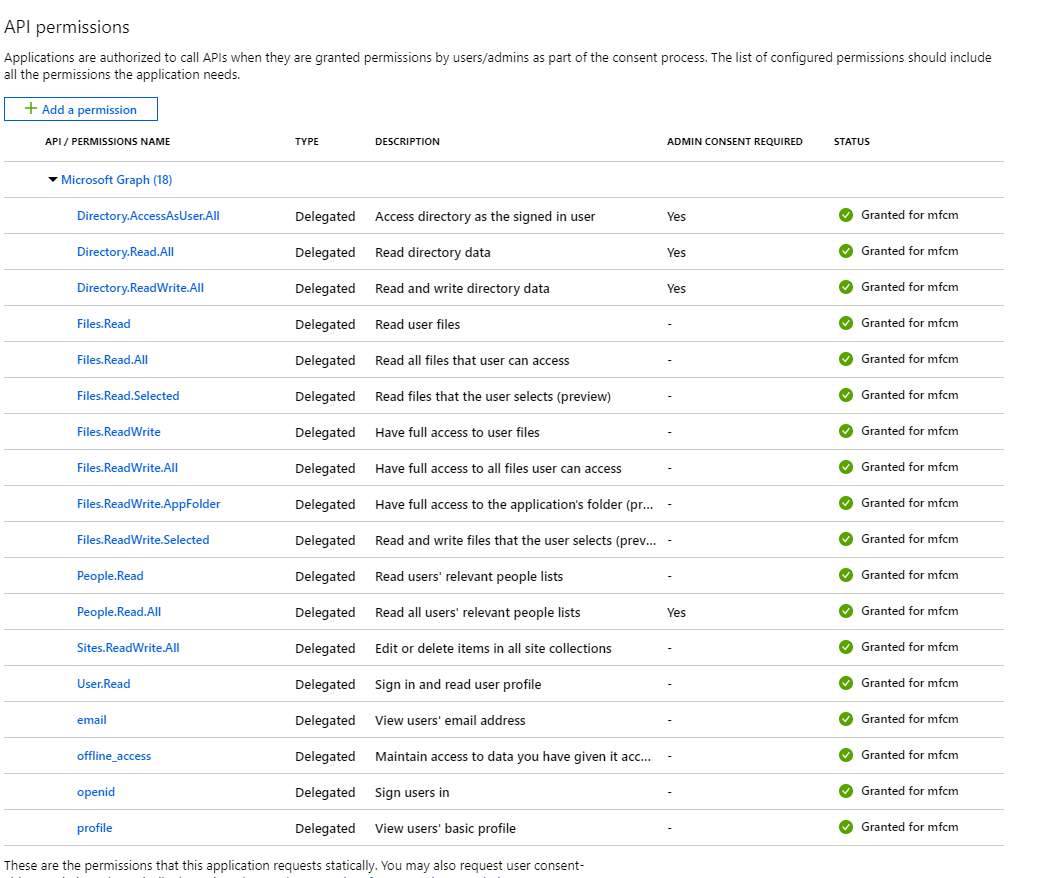 API permissions
Applications are authorized to call APIs when they are granted permissions by users/admins as part of the consent process. The list of configured permissions should include
all the permissions the application needs.
+ Add a permission
API / PERMISSIONS NAME TYPE DESCRIPTION ADMIN CONSENT REQUIRED STATUS
Microsoft Graph (18)
Directory.AccessAsUser.All Delegated Access directory as the signed in user Yes Granted for mfcm
Directory.Read.All Delegated Read directory data Yes Granted for mfcm
Directory.ReadWrite.All Delegated Read and write directory data Yes Granted for mfcm
Files.Read Delegated Read user files - Granted for mfcm
Files.Read.All Delegated Read all files that user can access - Granted for mfcm
Files.Read.Selected Delegated Read files that the user selects (preview) - Granted for mfcm
Files.ReadWrite Delegated Have full access to user files - Granted for mfcm
Files.ReadWrite.All Delegated Have full access to all files user can access - Granted for mfcm
Files.ReadWrite.AppFolder Delegated Have full access to the application's folder (pr... - Granted for mfcm
Files.ReadWrite.Selected Delegated Read and write files that the user selects (prev... - Granted for mfcm
People.Read Delegated Read users' relevant people lists - Granted for mfcm
People.Read.All Delegated Read all users' relevant people lists Yes Granted for mfcm
Sites.ReadWrite.All Delegated Edit or delete items in all site collections - Granted for mfcm
User.Read Delegated Sign in and read user profile - Granted for mfcm
email Delegated View users' email address - Granted for mfcm
offline_access Delegated Maintain access to data you have given it acc... - Granted for mfcm
openid Delegated Sign users in - Granted for mfcm
profile Delegated View users' basic profile - Granted for mfcm
These are the permissions that this application requests statically. You may also request user consent-